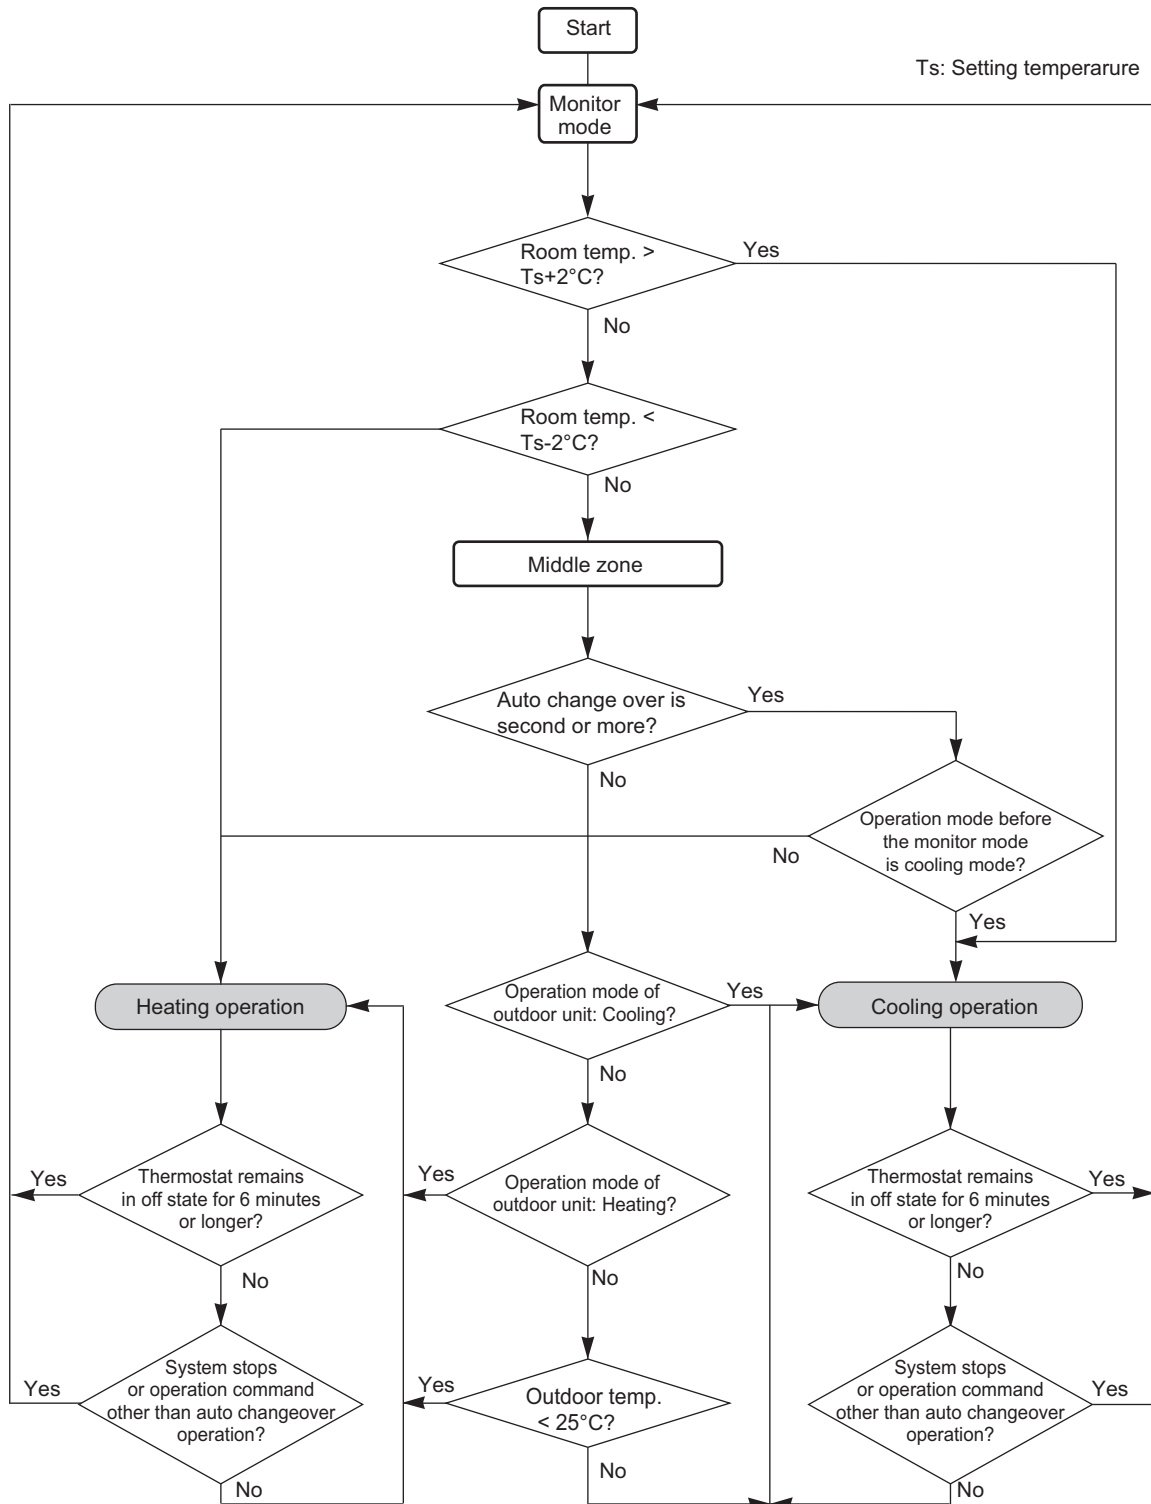 Start
Ts: Setting temperarure
Monitor
mode
Room temp. >
Ts+2°C?
Yes
No
Room temp. <
Ts-2°C?
No
Middle zone
Auto change over is
second or more?
Yes
No
Operation mode before
the monitor mode
is cooling mode?
No
Yes
Heating operation
Operation mode of
outdoor unit: Cooling?
Yes
No
Cooling operation
Thermostat remains
in off state for 6 minutes
or longer?
Yes
No
Operation mode of
outdoor unit: Heating?
Yes
No
Thermostat remains
in off state for 6 minutes
or longer?
Yes
No
System stops
or operation command
other than auto changeover
operation?
Yes
No
Outdoor temp.
< 25°C?
Yes
No
System stops
or operation command
other than auto changeover
operation?
Yes
No